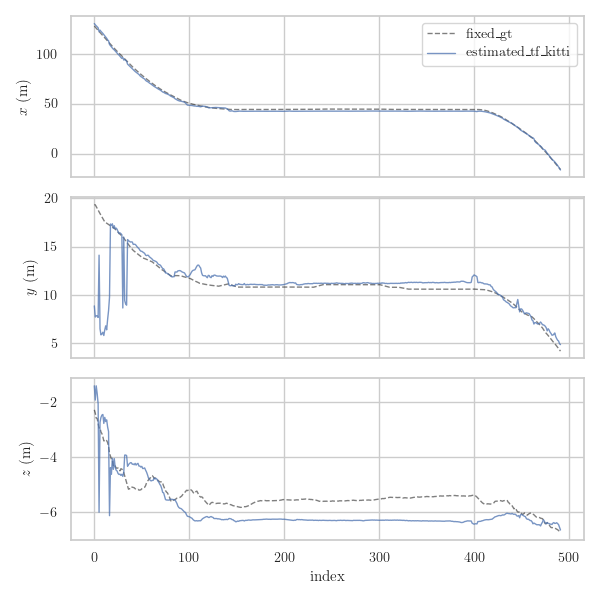 fixed_gt
estimated_tf_kitti
x (m)
100
50
0
y (m)
20
15
10
5
z (m)
−2
−4
−6
0 100 200 300 400 500
index